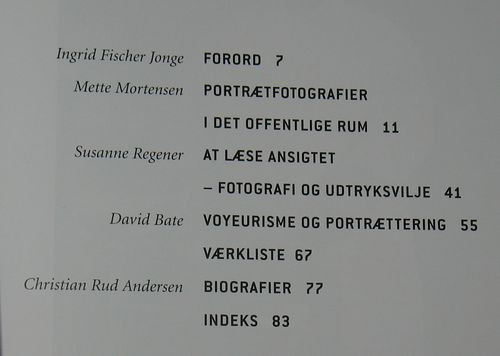 Ingrid Fischer Jonge FORORD 7
Mette Mortensen PORTRÆTFOTOGRAFIER
I DET OFFENTLIGE RUM 11
Susanne Regener AT LÆSE ANSIGTET
– FOTOGRAFI OG UDTRYKSVILJE 41
David Bate VOYEURISME OG PORTRÆTTERING 55
VÆRKLISTE 67
Christian Rud Andersen BIOGRAFIER 77
INDEKS 83